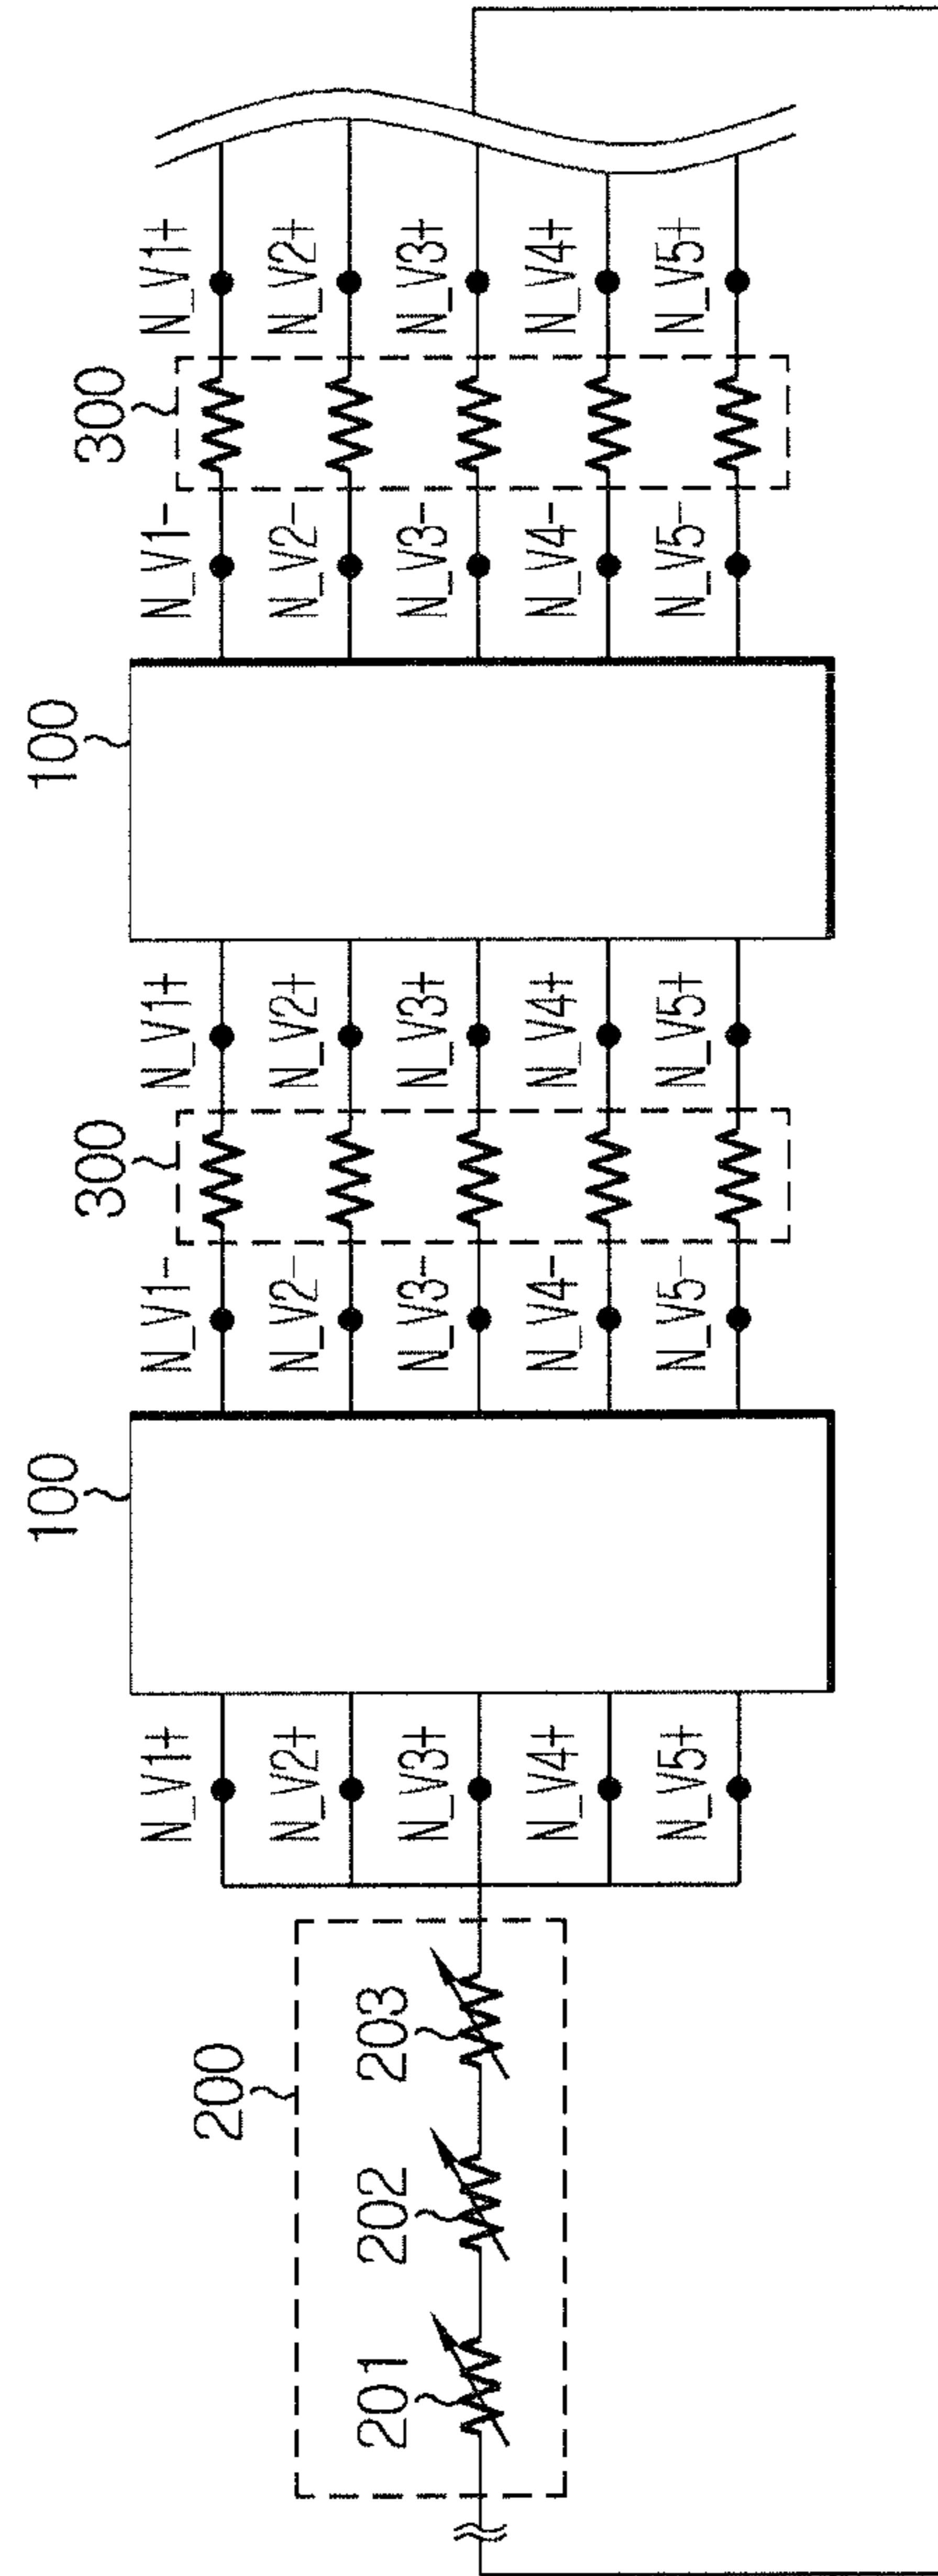 300
N_V1+
N_V2+
N_V3+
N_V4+
N_V5+
N_V1-
N_V2-
N_V3-
N_V4-
N_V5-
100
N_V1+
N_V2+
N_V3+
N_V4+
N_V5+
300
N_V1-
N_V2-
N_V3-
N_V4-
N_V5-
100
N_V1+
N_V2+
N_V3+
N_V4+
N_V5+
200
203
202
201